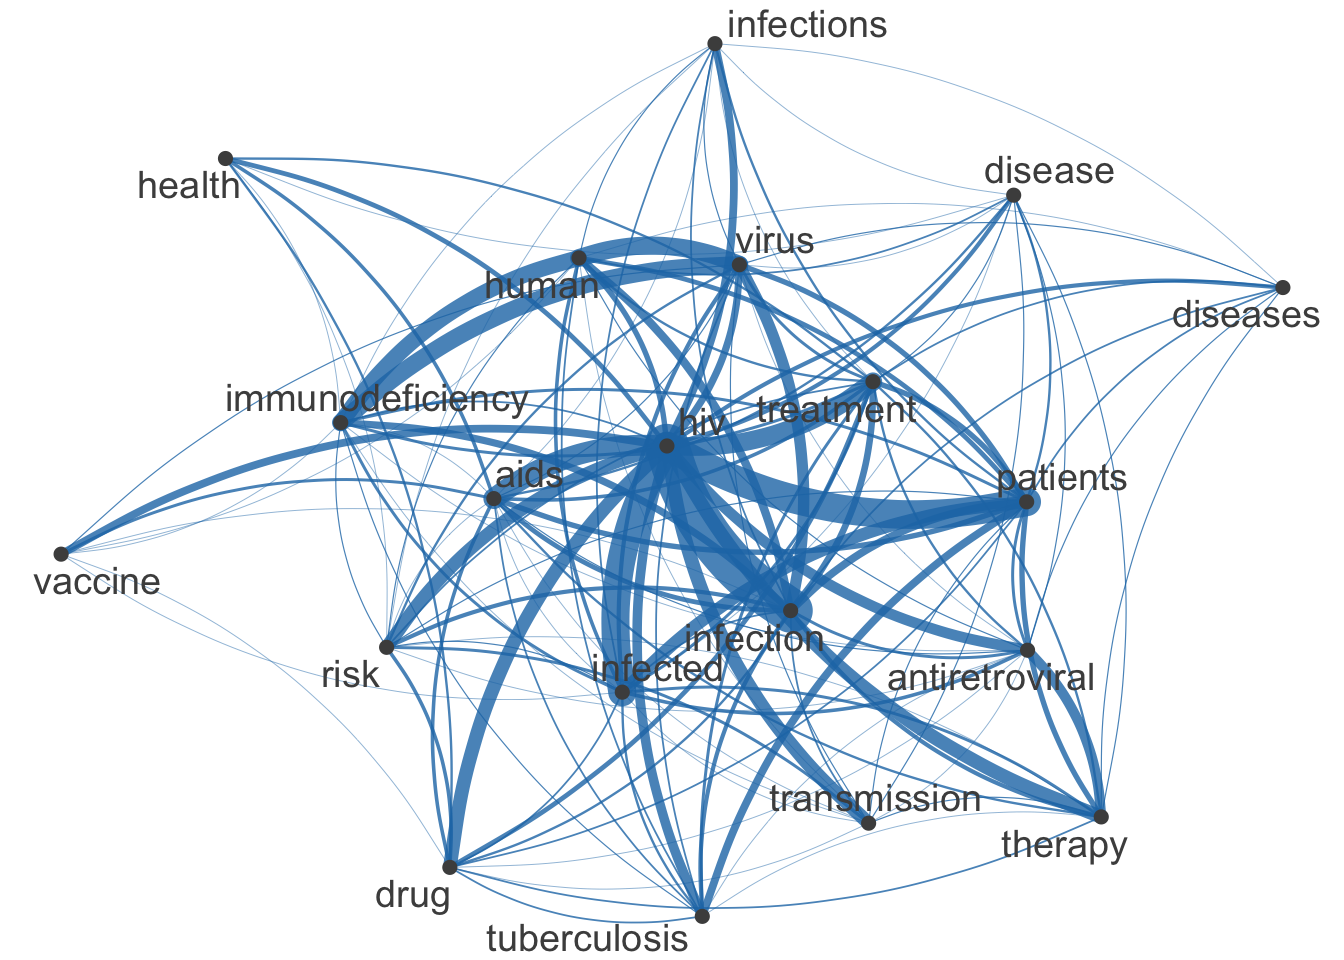 infections
disease
health
virus
human
diseases
immunodeficiency
treatment
hiv
aids
patients
vaccine
infection
infected
risk
antiretroviral
transmission
therapy
drug
tuberculosis